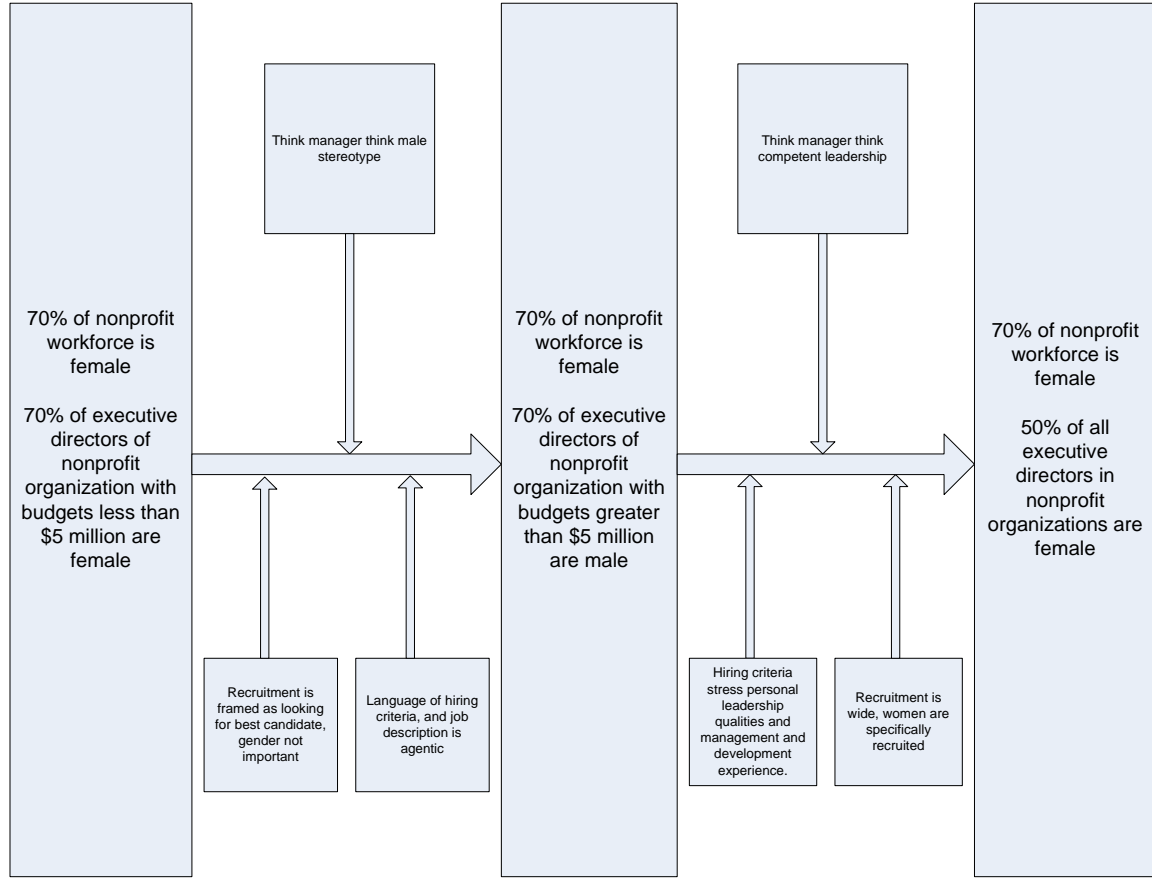 70% of nonprofit
workforce is
female
70% of executive
directors of
nonprofit
organization with
budgets less than
$5 million are
female
Think manager think male
stereotype
Recruitment is
framed as looking
for best candidate,
gender not
important
Language of hiring
criteria, and job
description is
agentic
70% of nonprofit
workforce is
female
70% of executive
directors of
nonprofit
organization with
budgets greater
than $5 million
are male
Think manager think
competent leadership
Hiring criteria
stress personal
leadership
qualities and
management and
development
experience.
Recruitment is
wide, women are
specifically
recruited
70% of nonprofit
workforce is
female
50% of all
executive
directors in
nonprofit
organizations are
female